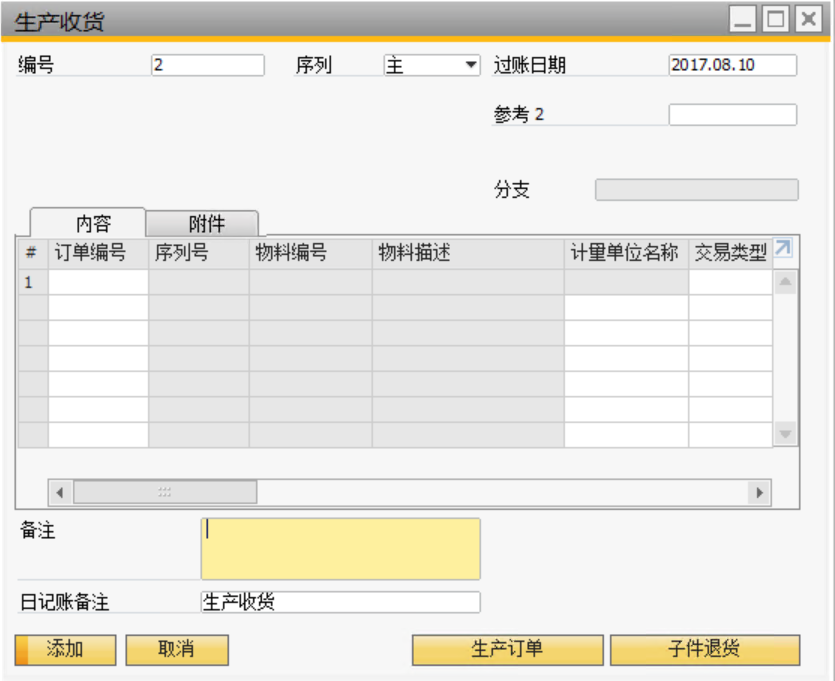 生产收货
编号 2 序列 主 过账日期 2017.08.10
参考 2
分支
内容 附件
# 订单编号 序列号 物料编号 物料描述 计量单位名称 交易类型
1
备注
日记账备注 生产收货
添加 取消 生产订单 子件退货